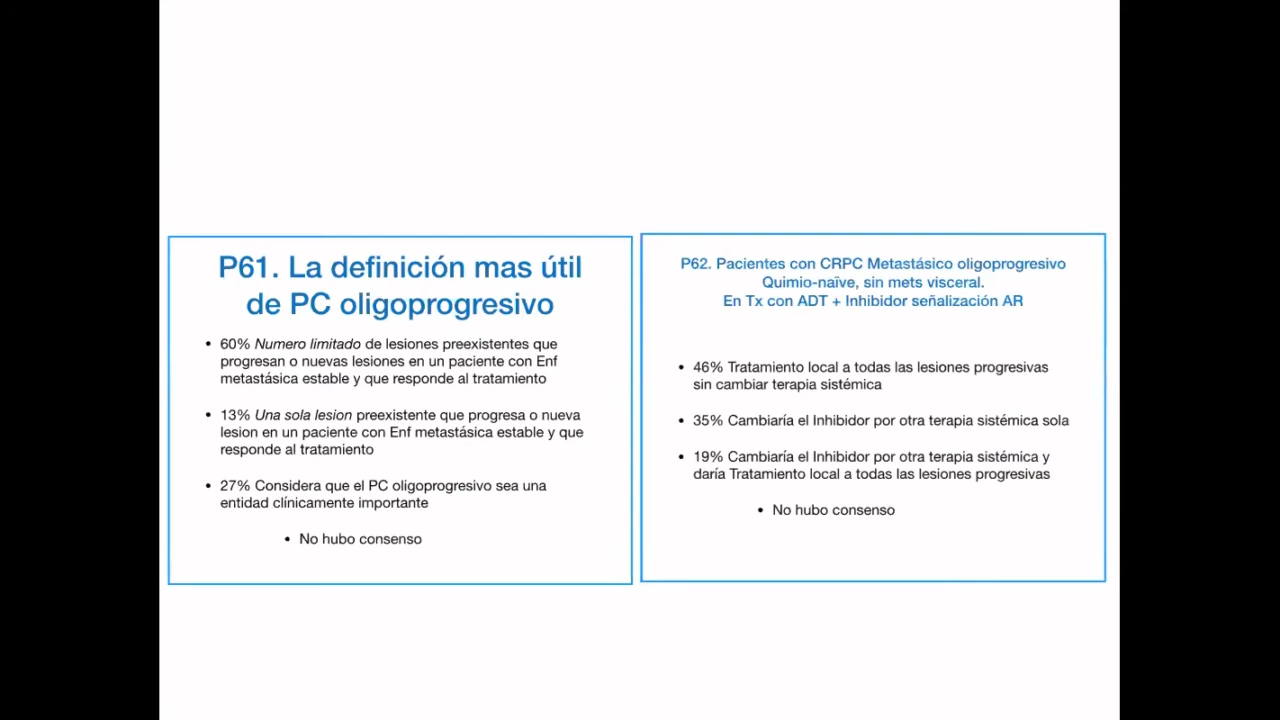 P61. La definición mas útil
de PC oligoprogresivo
• 60% Numero limitado de lesiones preexistentes que
progresan o nuevas lesiones en un paciente con Enf
metastásica estable y que responde al tratamiento
• 13% Una sola lesion preexistente que progresa o nueva
lesion en un paciente con Enf metastásica estable y que
responde al tratamiento
• 27% Considera que el PC oligoprogresivo sea una
entidad clínicamente importante
• No hubo consenso
P62. Pacientes con CRPC Metastásico oligoprogresivo
Quimio-naïve, sin mets visceral.
En Tx con ADT + Inhibidor señalización AR
• 46% Tratamiento local a todas las lesiones progresivas
sin cambiar terapia sistémica
• 35% Cambiaría el Inhibidor por otra terapia sistémica sola
• 19% Cambiaría el Inhibidor por otra terapia sistémica y
daría Tratamiento local a todas las lesiones progresivas
• No hubo consenso